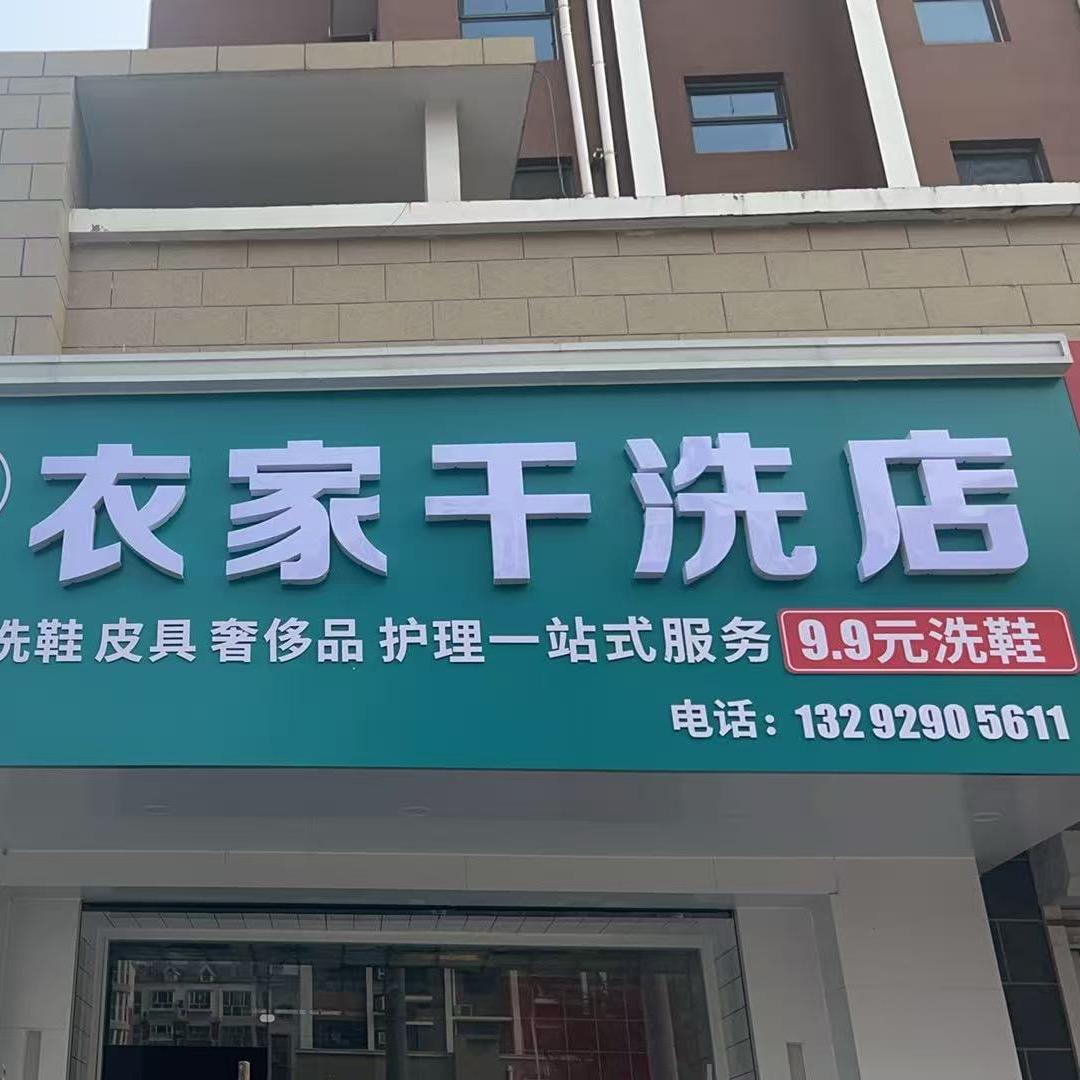 衣家干洗店
洗鞋 皮具 奢侈品 护理一站式服务 9.9元洗鞋
电话：132 9290 5611